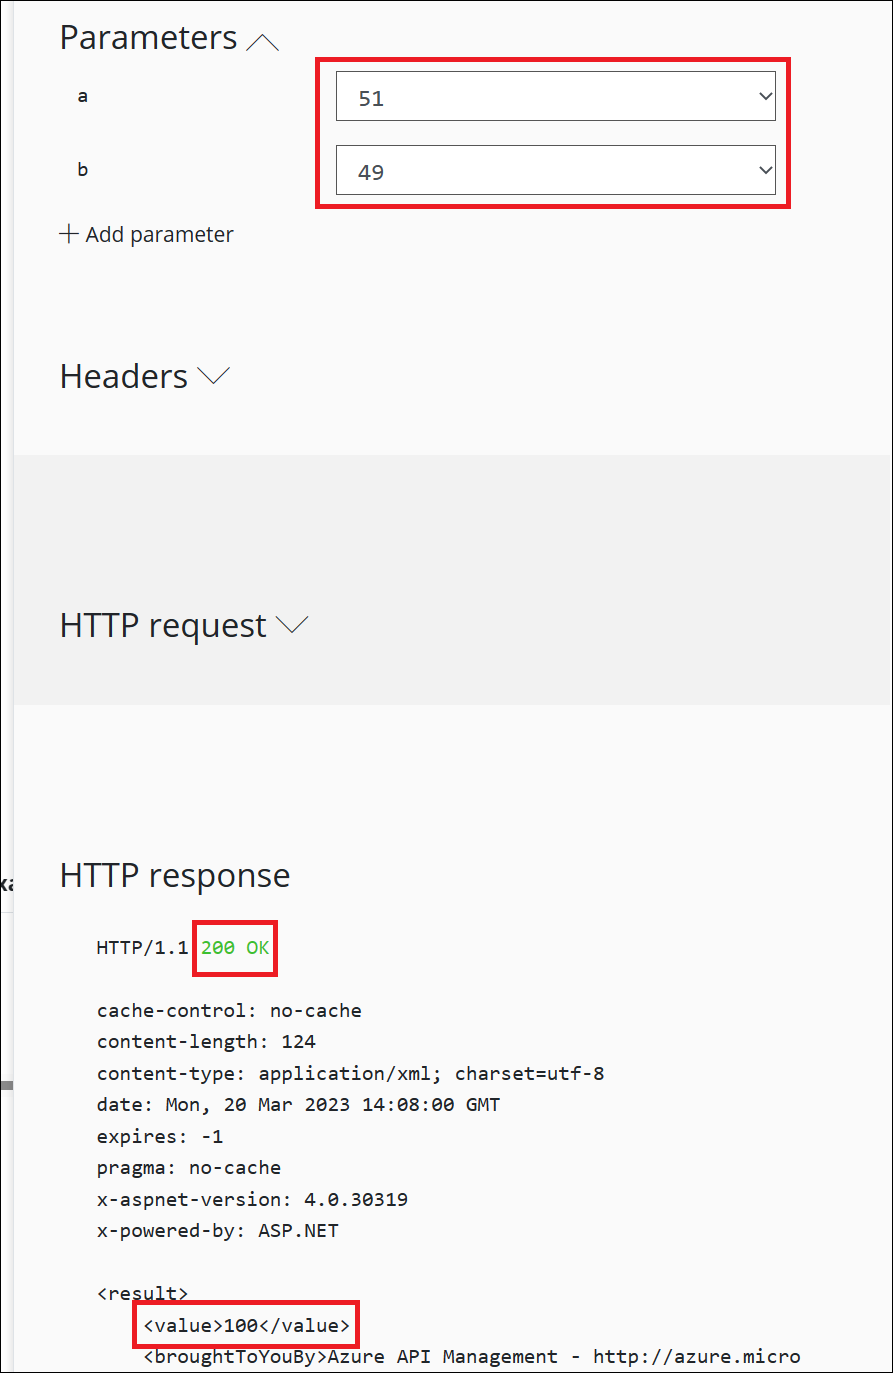 Parameters
a
51
b
49
Add parameter
Headers
HTTP request
HTTP response
HTTP/1.1 200 OK
cache-control: no-cache
content-length: 124
content-type: application/xml; charset=utf-8
date: Mon, 20 Mar 2023 14:08:00 GMT
expires: -1
pragma: no-cache
x-aspnet-version: 4.0.30319
x-powered-by: ASP.NET
<result>
<value>100</value>
<broughtToYouBy>Azure API Management - http://azure.micro